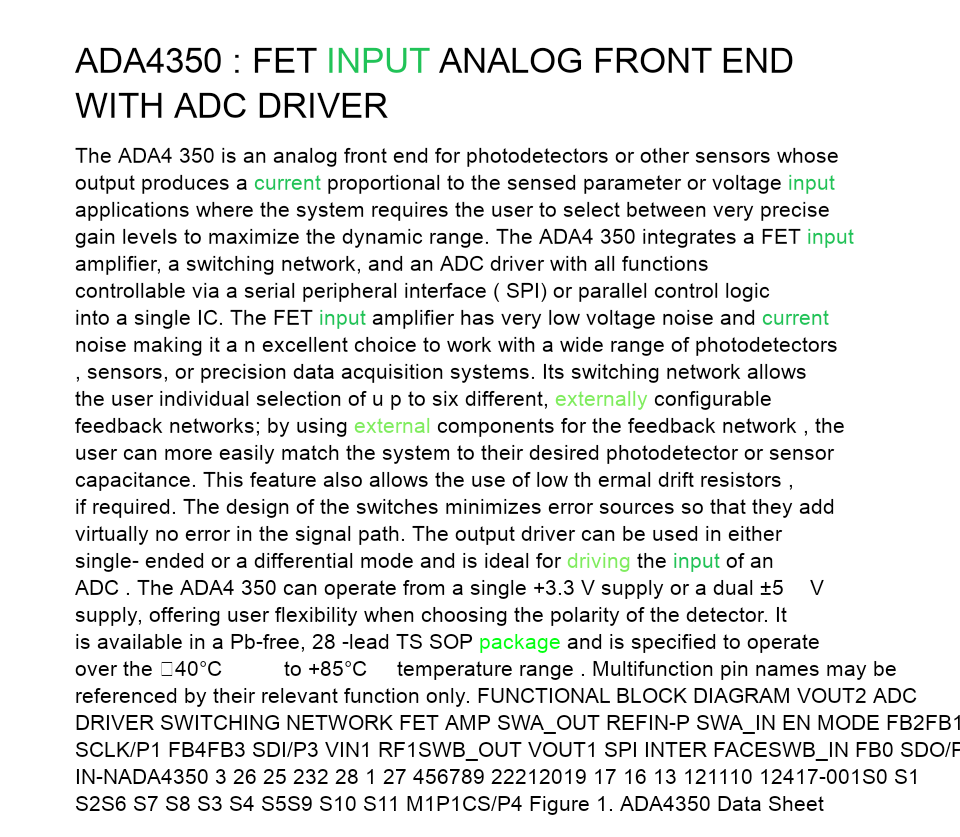 ADA4350 : FET INPUT ANALOG FRONT END
WITH ADC DRIVER
The ADA4 350 is an analog front end for photodetectors or other sensors whose
output produces a current proportional to the sensed parameter or voltage input
applications where the system requires the user to select between very precise
gain levels to maximize the dynamic range. The ADA4 350 integrates a FET input
amplifier, a switching network, and an ADC driver with all functions
controllable via a serial peripheral interface ( SPI) or parallel control logic
into a single IC. The FET input amplifier has very low voltage noise and current
noise making it a n excellent choice to work with a wide range of photodetectors
, sensors, or precision data acquisition systems. Its switching network allows
the user individual selection of u p to six different, externally configurable
feedback networks; by using external components for the feedback network , the
user can more easily match the system to their desired photodetector or sensor
capacitance. This feature also allows the use of low th ermal drift resistors ,
if required. The design of the switches minimizes error sources so that they add
virtually no error in the signal path. The output driver can be used in either
single- ended or a differential mode and is ideal for driving the input of an
ADC . The ADA4 350 can operate from a single +3.3 V supply or a dual ±5 V
supply, offering user flexibility when choosing the polarity of the detector. It
is available in a Pb-free, 28 -lead TS SOP package and is specified to operate
over the □40°C to +85°C temperature range . Multifunction pin names may be
referenced by their relevant function only. FUNCTIONAL BLOCK DIAGRAM VOUT2 ADC
DRIVER SWITCHING NETWORK FET AMP SWA_OUT REFIN-P SWA_IN EN MODE FB2FB1
SCLK/P1 FB4FB3 SDI/P3 VIN1 RF1SWB_OUT VOUT1 SPI INTER FACESWB_IN FB0 SDO/P
IN-NADA4350 3 26 25 232 28 1 27 456789 22212019 17 16 13 121110 12417-001S0 S1
S2S6 S7 S8 S3 S4 S5S9 S10 S11 M1P1CS/P4 Figure 1. ADA4350 Data Sheet